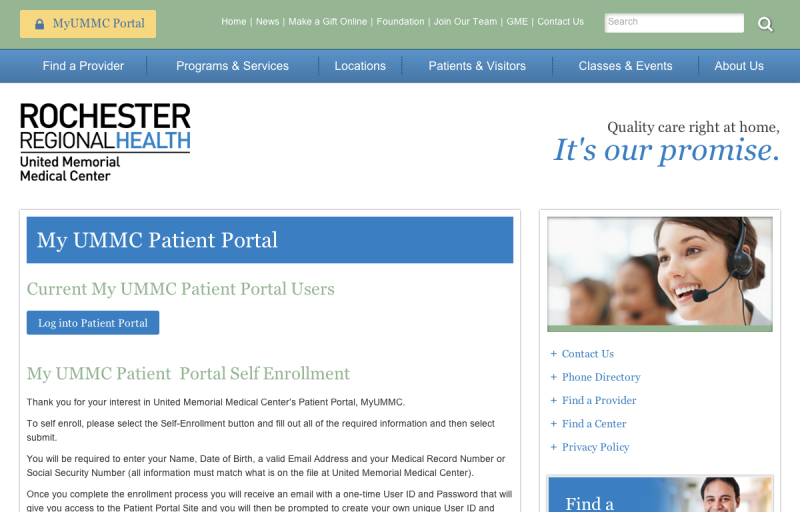 MyUMMC Portal
Home | News | Make a Gift Online | Foundation | Join Our Team | GME | Contact Us
Search
Find a Provider
Programs & Services
Locations
Patients & Visitors
Classes & Events
About Us
ROCHESTER
REGIONALHEALTH
United Memorial
Medical Center
Quality care right at home,
It's our promise.
My UMMC Patient Portal
Current My UMMC Patient Portal Users
Log into Patient Portal
My UMMC Patient Portal Self Enrollment
Thank you for your interest in United Memorial Medical Center's Patient Portal, MyUMMC.
To self enroll, please select the Self-Enrollment button and fill out all of the required information and then select
submit.
You will be required to enter your Name, Date of Birth, a valid Email Address and your Medical Record Number or
Social Security Number (all information must match what is on the file at United Memorial Medical Center).
Once you complete the enrollment process you will receive an email with a one-time User ID and Password that will
give you access to the Patient Portal Site and you will then be prompted to create your own unique User ID and
+ Contact Us
+ Phone Directory
+ Find a Provider
+ Find a Center
+ Privacy Policy
Find a